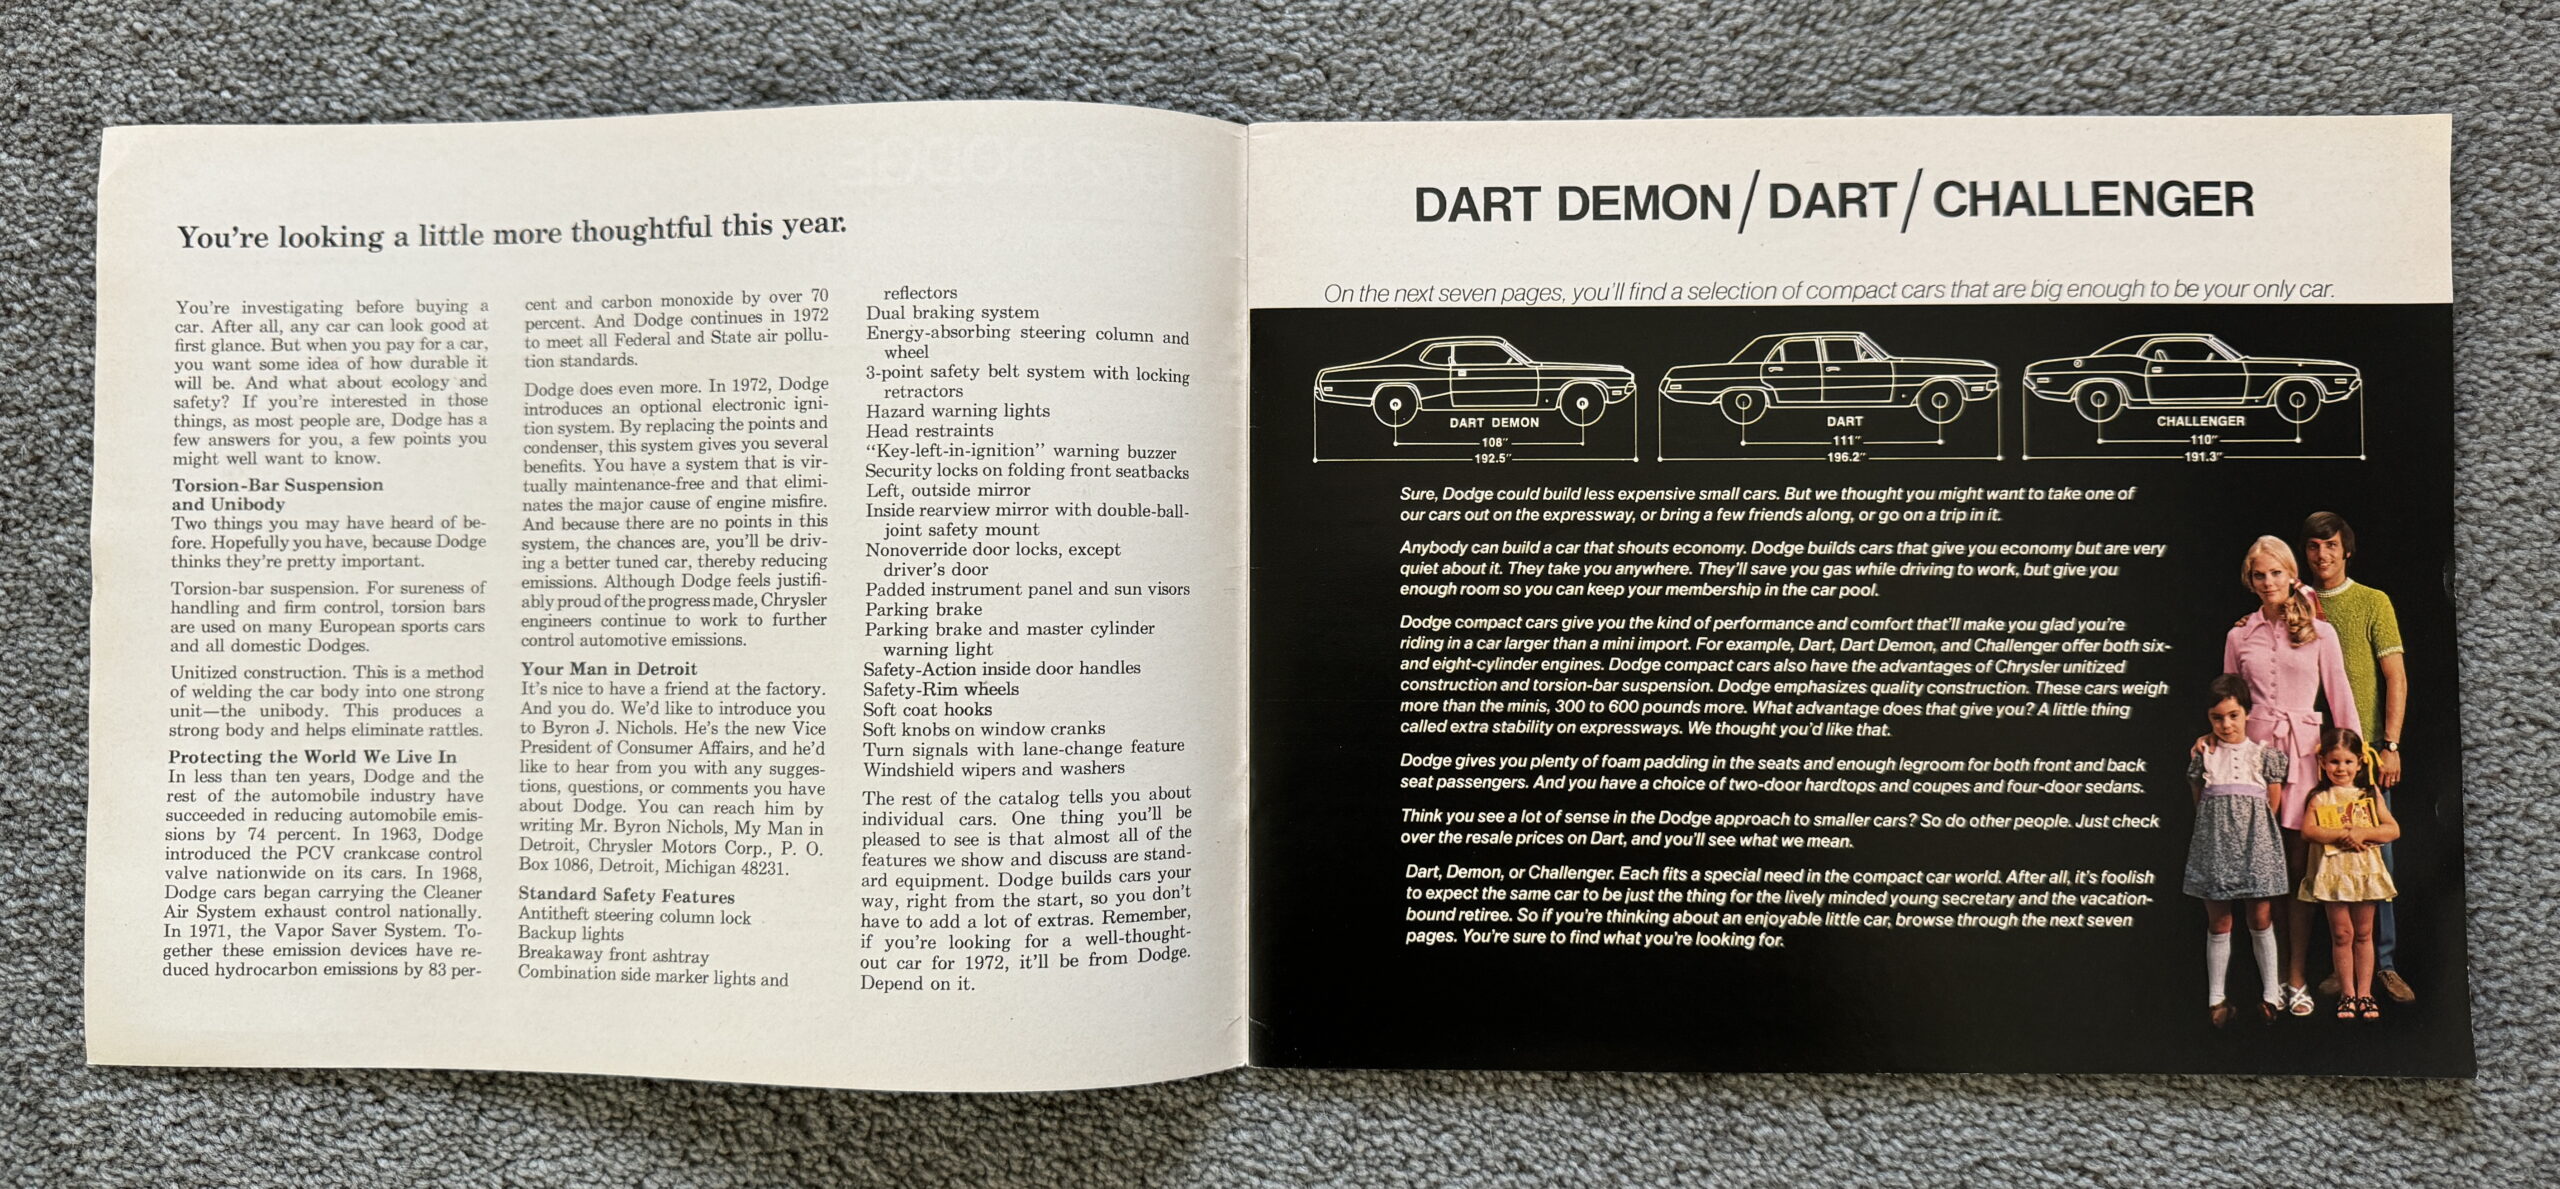 You're looking a little more thoughtful this year.
You're investigating before buying a
car. After all, any car can look good at
first glance. But when you pay for a car,
you want some idea of how durable it
will be. And what about ecology and
safety? If you're interested in those
things, as most people are, Dodge has a
few answers for you, a few points you
might well want to know.
Torsion-Bar Suspension
and Unibody
Two things you may have heard of be-
fore. Hopefully you have, because Dodge
thinks they're pretty important.
Torsion-bar suspension. For sureness of
handling and firm control, torsion bars
are used on many European sports cars
and all domestic Dodges.
Unitized construction. This is a method
of welding the car body into one strong
unit—the unibody. This produces a
strong body and helps eliminate rattles.
Protecting the World We Live In
In less than ten years, Dodge and the
rest of the automobile industry have
succeeded in reducing automobile emis-
sions by 74 percent. In 1963, Dodge
introduced the PCV crankcase control
valve nationwide on its cars. In 1968,
Dodge cars began carrying the Cleaner
Air System exhaust control nationally.
In 1971, the Vapor Saver System. To-
gether these emission devices have re-
duced hydrocarbon emissions by 83 per-
cent and carbon monoxide by over 70
percent. And Dodge continues in 1972
to meet all Federal and State air pollu-
tion standards.
Dodge does even more. In 1972, Dodge
introduces an optional electronic igni-
tion system. By replacing the points and
condenser, this system gives you several
benefits. You have a system that is vir-
tually maintenance-free and that elimi-
nates the major cause of engine misfire.
And because there are no points in this
system, the chances are, you'll be driv-
ing a better tuned car, thereby reducing
emissions. Although Dodge feels justifi-
ably proud of the progress made, Chrysler
engineers continue to work to further
control automotive emissions.
Your Man in Detroit
It's nice to have a friend at the factory.
And you do. We'd like to introduce you
to Byron J. Nichols. He's the new Vice
President of Consumer Affairs, and he'd
like to hear from you with any sugges-
tions, questions, or comments you have
about Dodge. You can reach him by
writing Mr. Byron Nichols, My Man in
Detroit, Chrysler Motors Corp., P. O.
Box 1086, Detroit, Michigan 48231.
Standard Safety Features
Antitheft steering column lock
Backup lights
Breakaway front ashtray
Combination side marker lights and
reflectors
Dual braking system
Energy-absorbing steering column and
wheel
3-point safety belt system with locking
retractors
Hazard warning lights
Head restraints
"Key-left-in-ignition" warning buzzer
Security locks on folding front seatbacks
Left, outside mirror
Inside rearview mirror with double-ball-
joint safety mount
Nonoverride door locks, except
driver's door
Padded instrument panel and sun visors
Parking brake
Parking brake and master cylinder
warning light
Safety-Action inside door handles
Safety-Rim wheels
Soft coat hooks
Soft knobs on window cranks
Turn signals with lane-change feature
Windshield wipers and washers
The rest of the catalog tells you about
individual cars. One thing you'll be
pleased to see is that almost all of the
features we show and discuss are stand-
ard equipment. Dodge builds cars your
way, right from the start, so you don't
have to add a lot of extras. Remember,
if you're looking for a well-thought-
out car for 1972, it'll be from Dodge.
Depend on it.
DART DEMON/DART/CHALLENGER
On the next seven pages, you'll find a selection of compact cars that are big enough to be your only car.
DART DEMON
108"
192.5"
DART
111"
196.2"
CHALLENGER
110"
191.3"
Sure, Dodge could build less expensive small cars. But we thought you might want to take one of
our cars out on the expressway, or bring a few friends along, or go on a trip in it.
Anybody can build a car that shouts economy. Dodge builds cars that give you economy but are very
quiet about it. They take you anywhere. They'll save you gas while driving to work, but give you
enough room so you can keep your membership in the car pool.
Dodge compact cars give you the kind of performance and comfort that'll make you glad you're
riding in a car larger than a mini import. For example, Dart, Dart Demon, and Challenger offer both six-
and eight-cylinder engines. Dodge compact cars also have the advantages of Chrysler unitized
construction and torsion-bar suspension. Dodge emphasizes quality construction. These cars weigh
more than the minis, 300 to 600 pounds more. What advantage does that give you? A little thing
called extra stability on expressways. We thought you'd like that.
Dodge gives you plenty of foam padding in the seats and enough legroom for both front and back
seat passengers. And you have a choice of two-door hardtops and coupes and four-door sedans.
Think you see a lot of sense in the Dodge approach to smaller cars? So do other people. Just check
over the resale prices on Dart, and you'll see what we mean.
Dart, Demon, or Challenger. Each fits a special need in the compact car world. After all, it's foolish
to expect the same car to be just the thing for the lively minded young secretary and the vacation-
bound retiree. So if you're thinking about an enjoyable little car, browse through the next seven
pages. You're sure to find what you're looking for.